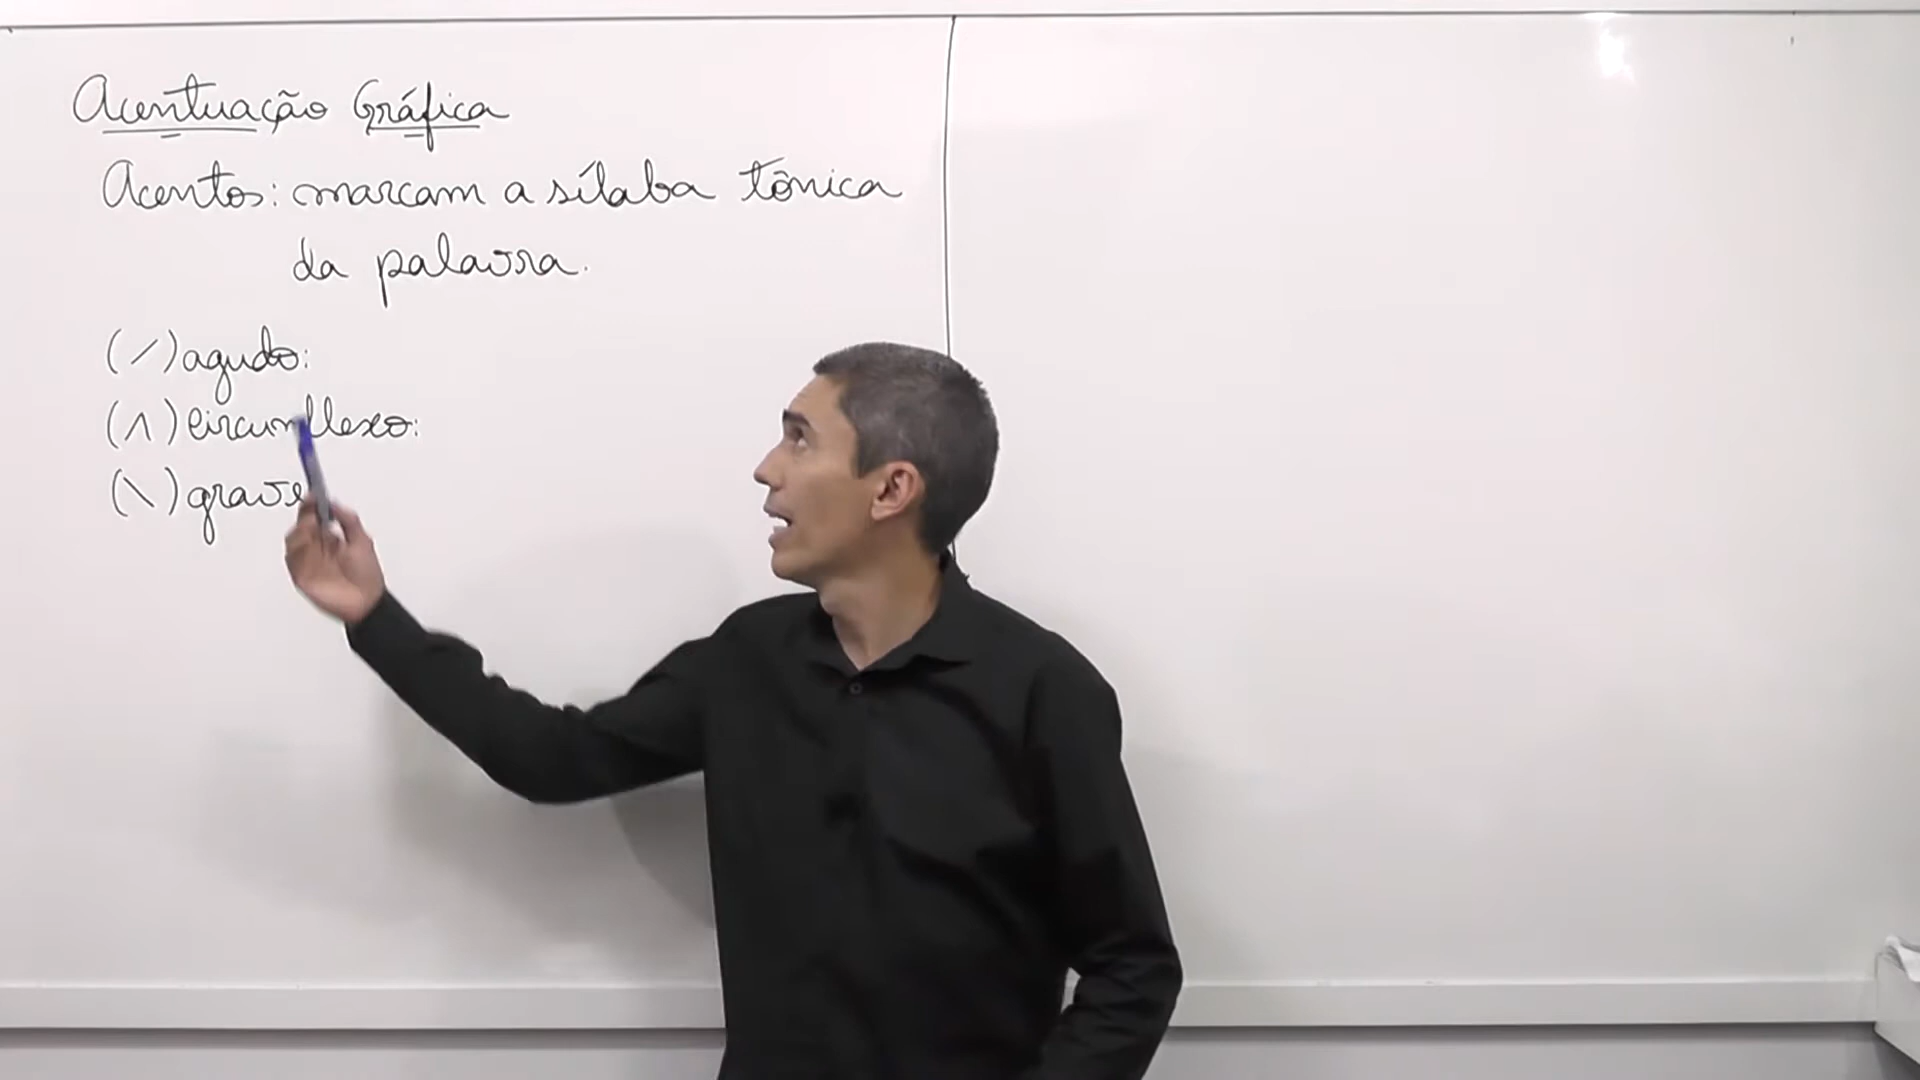 Acentuação Gráfica
Acentos: marcam a sílaba tônica
da palavra.
(/) agudo:
(^) circunflexo:
(\) grave